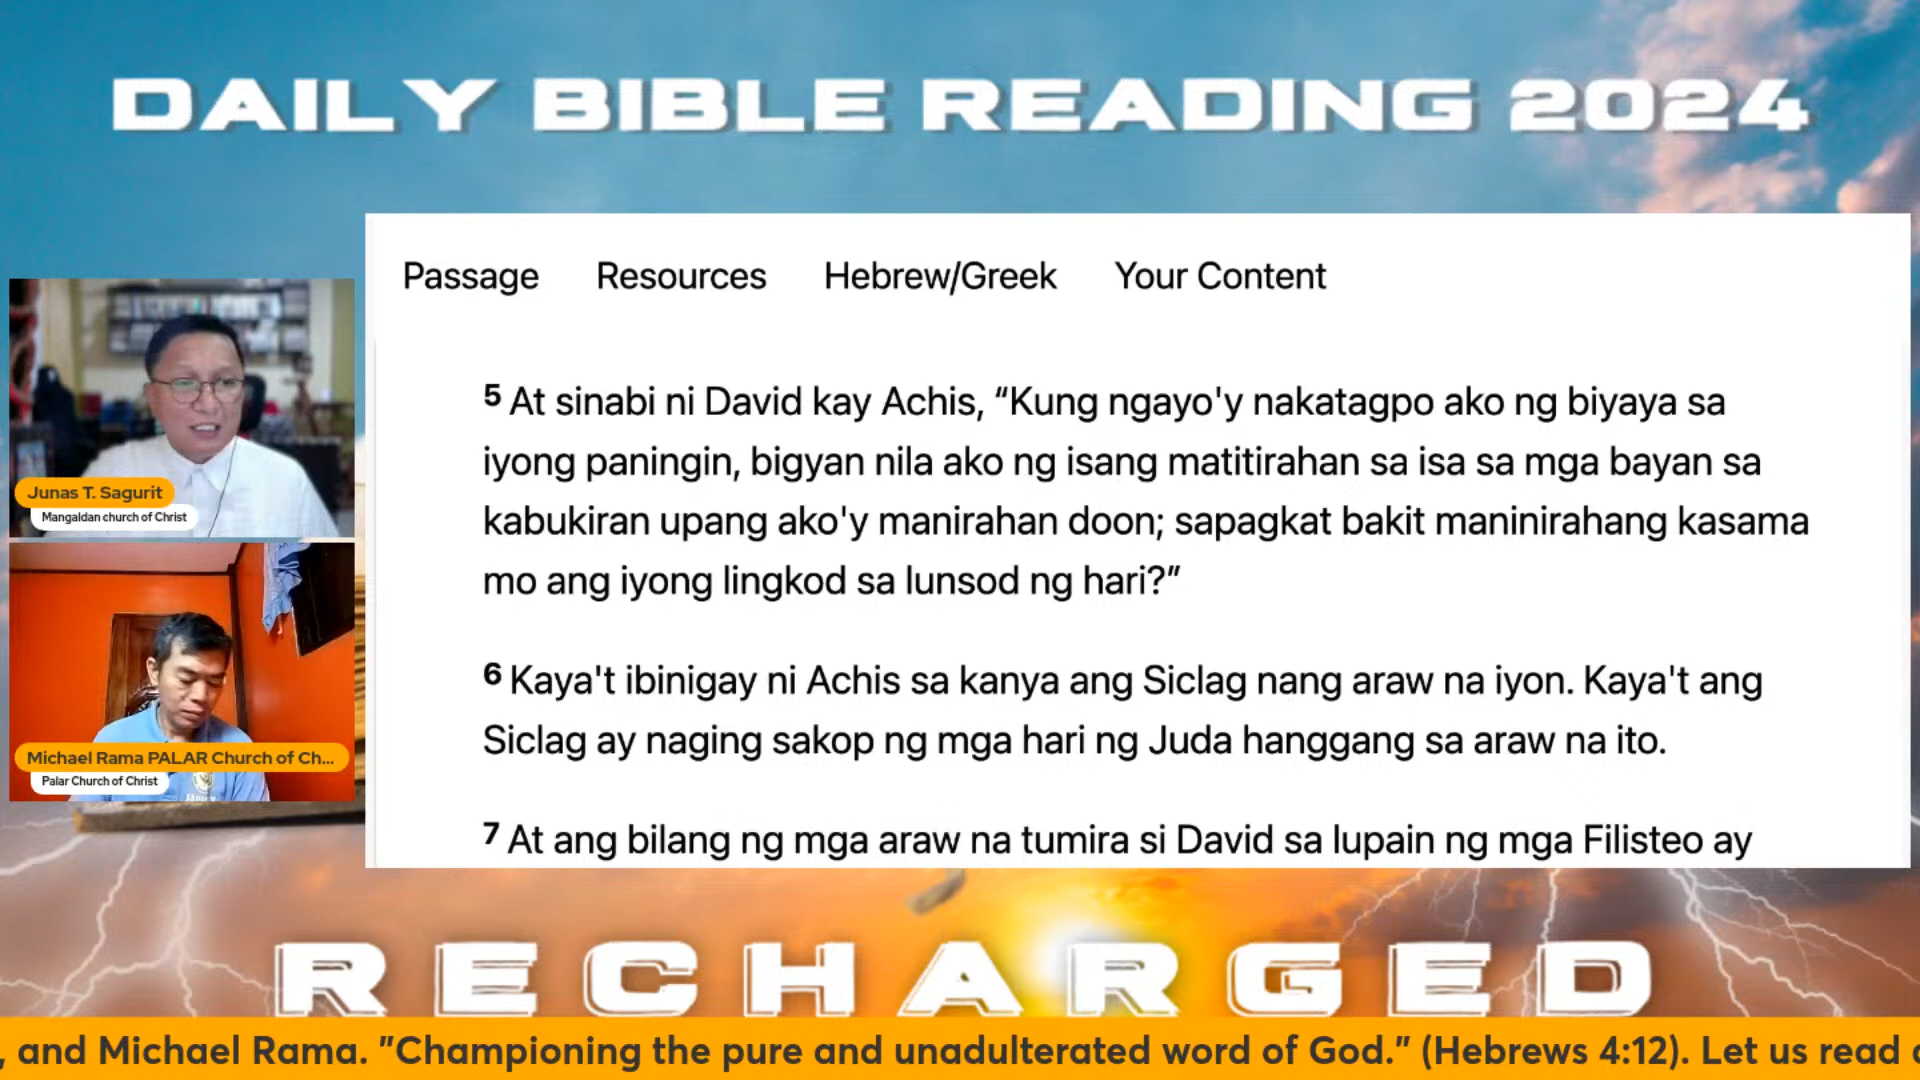 DAILY BIBLE READING 2024
Passage Resources Hebrew/Greek Your Content
5 At sinabi ni David kay Achis, “Kung ngayo'y nakatagpo ako ng biyaya sa
iyong paningin, bigyan nila ako ng isang matitirahan sa isa sa mga bayan sa
kabukiran upang ako'y manirahan doon; sapagkat bakit maninirahang kasama
mo ang iyong lingkod sa lunsod ng hari?”
6 Kaya't ibinigay ni Achis sa kanya ang Siclag nang araw na iyon. Kaya't ang
Siclag ay naging sakop ng mga hari ng Juda hanggang sa araw na ito.
7 At ang bilang ng mga araw na tumira si David sa lupain ng mga Filisteo ay
Junas T. Sagurit
Mangaldan church of Christ
Michael Rama PALAR Church of Ch...
Palar Church of Christ
RECHARGED
, and Michael Rama. "Championing the pure and unadulterated word of God." (Hebrews 4:12). Let us read